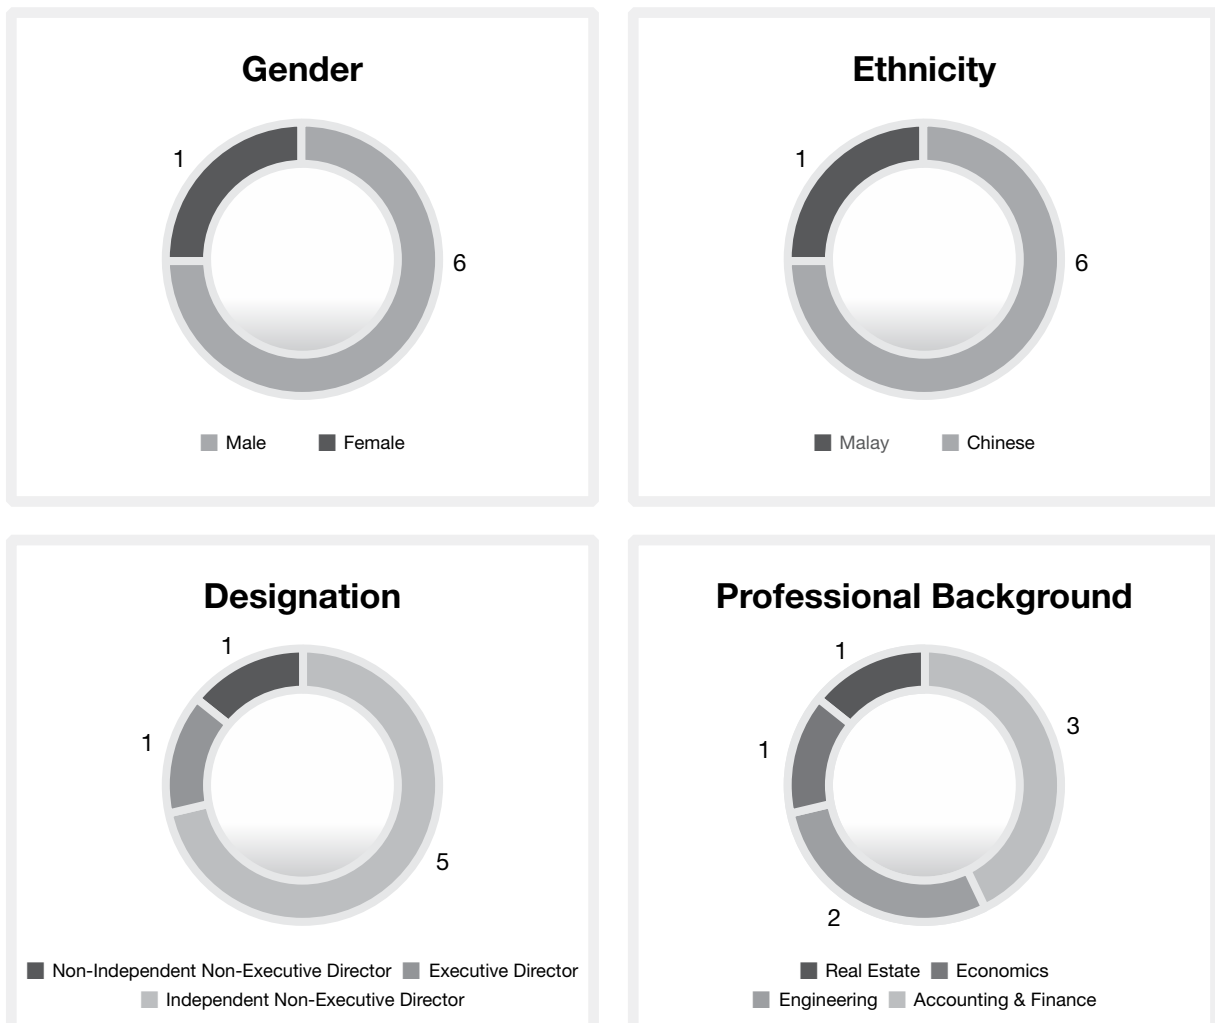 Gender
1
6
Male Female
Ethnicity
1
6
Malay Chinese
Designation
1
1
5
Non-Independent Non-Executive Director Executive Director
Independent Non-Executive Director
Professional Background
1
3
1
2
Real Estate Economics
Engineering Accounting & Finance